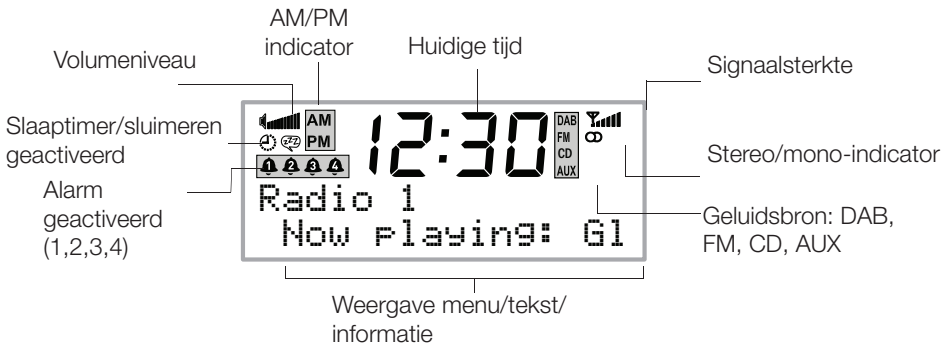 AM/PM
indicator
Huidige tijd
Volumeniveau
Signaalsterkte
Slaaptimer/sluimeren
geactiveerd
AM
PM
12:30
DAB
FM
CD
AUX
zZZ
1 2 3 4
Stereo/mono-indicator
Alarm
geactiveerd
(1,2,3,4)
Radio 1
Now playing: Gl
Geluidsbron: DAB,
FM, CD, AUX
Weergave menu/tekst/
informatie